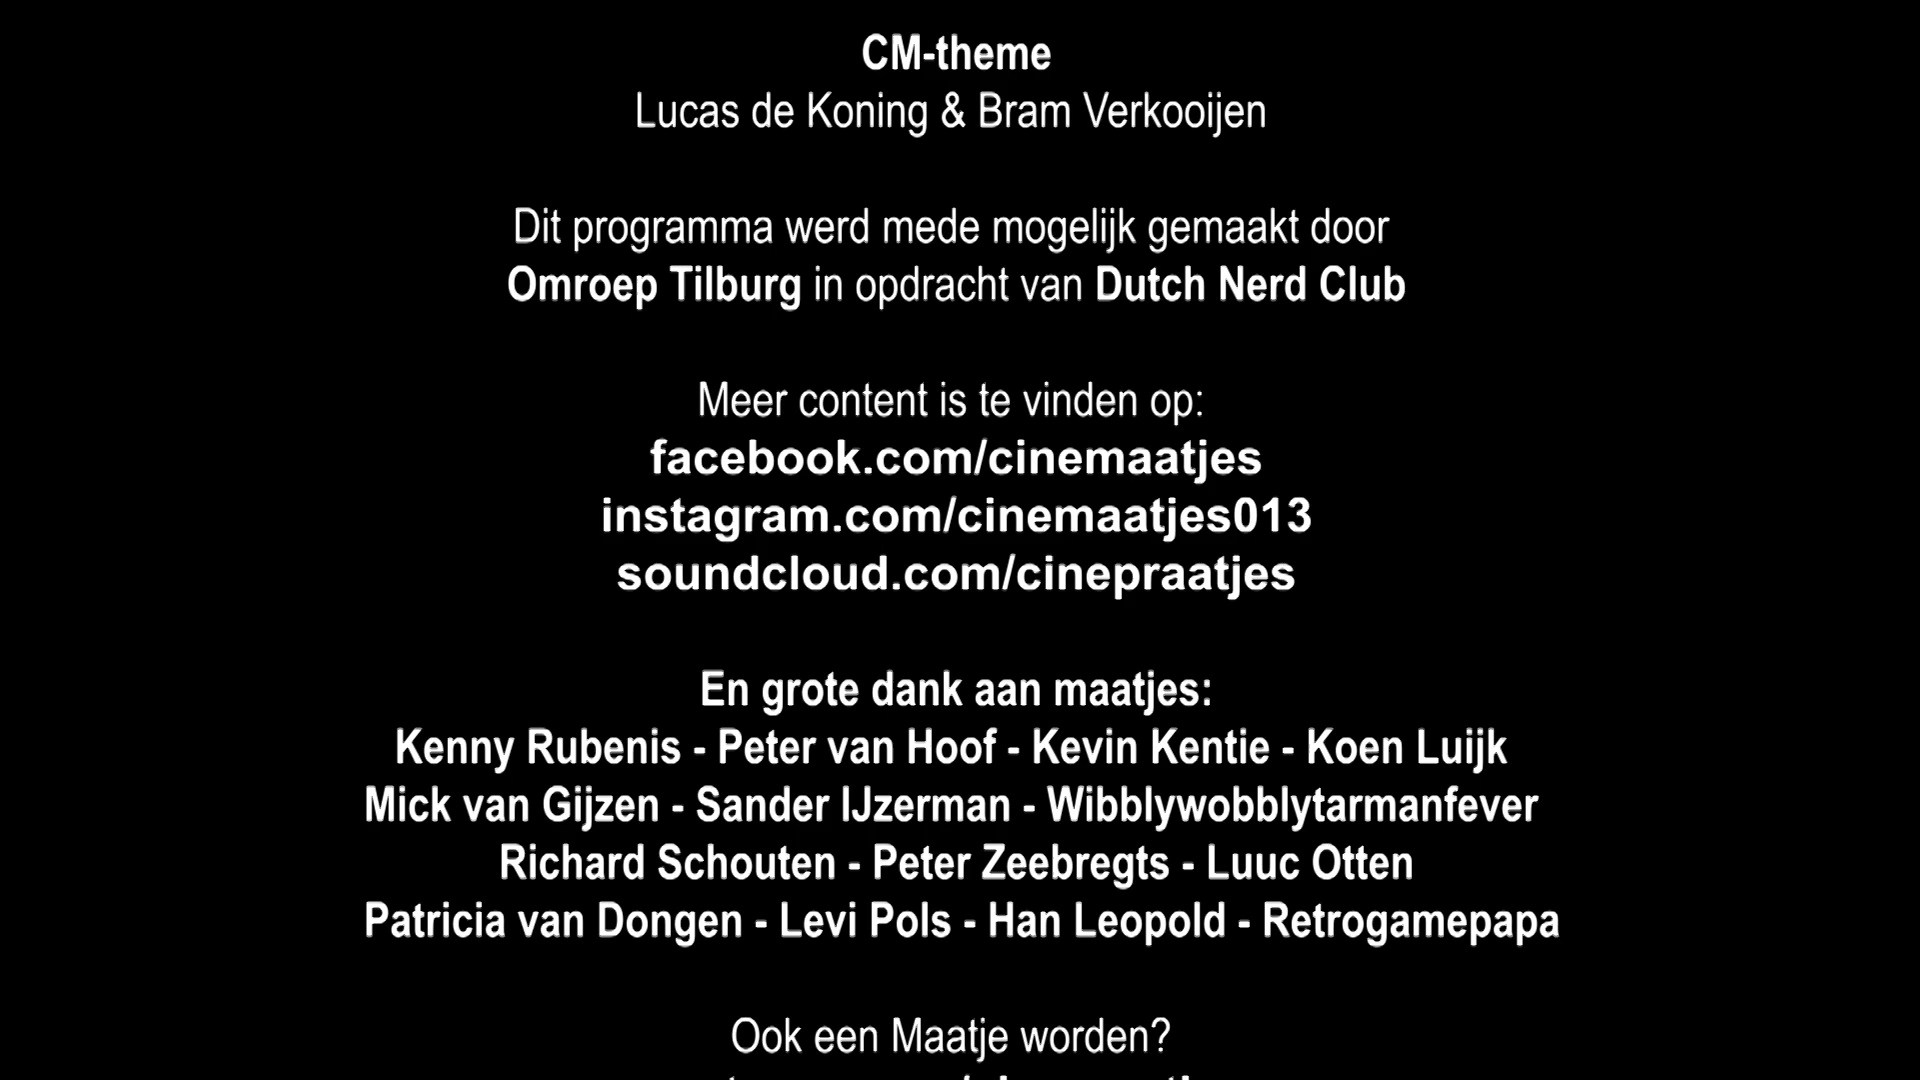 CM-theme
Lucas de Koning & Bram Verkooijen
Dit programma werd mede mogelijk gemaakt door
Omroep Tilburg in opdracht van Dutch Nerd Club
Meer content is te vinden op:
facebook.com/cinemaatjes
instagram.com/cinemaatjes013
soundcloud.com/cinepraatjes
En grote dank aan maatjes:
Kenny Rubenis - Peter van Hoof - Kevin Kentie - Koen Luijk
Mick van Gijzen - Sander IJzerman - Wibblywobblytarmanfever
Richard Schouten - Peter Zeebregts - Luuc Otten
Patricia van Dongen - Levi Pols - Han Leopold - Retrogamepapa
Ook een Maatje worden?